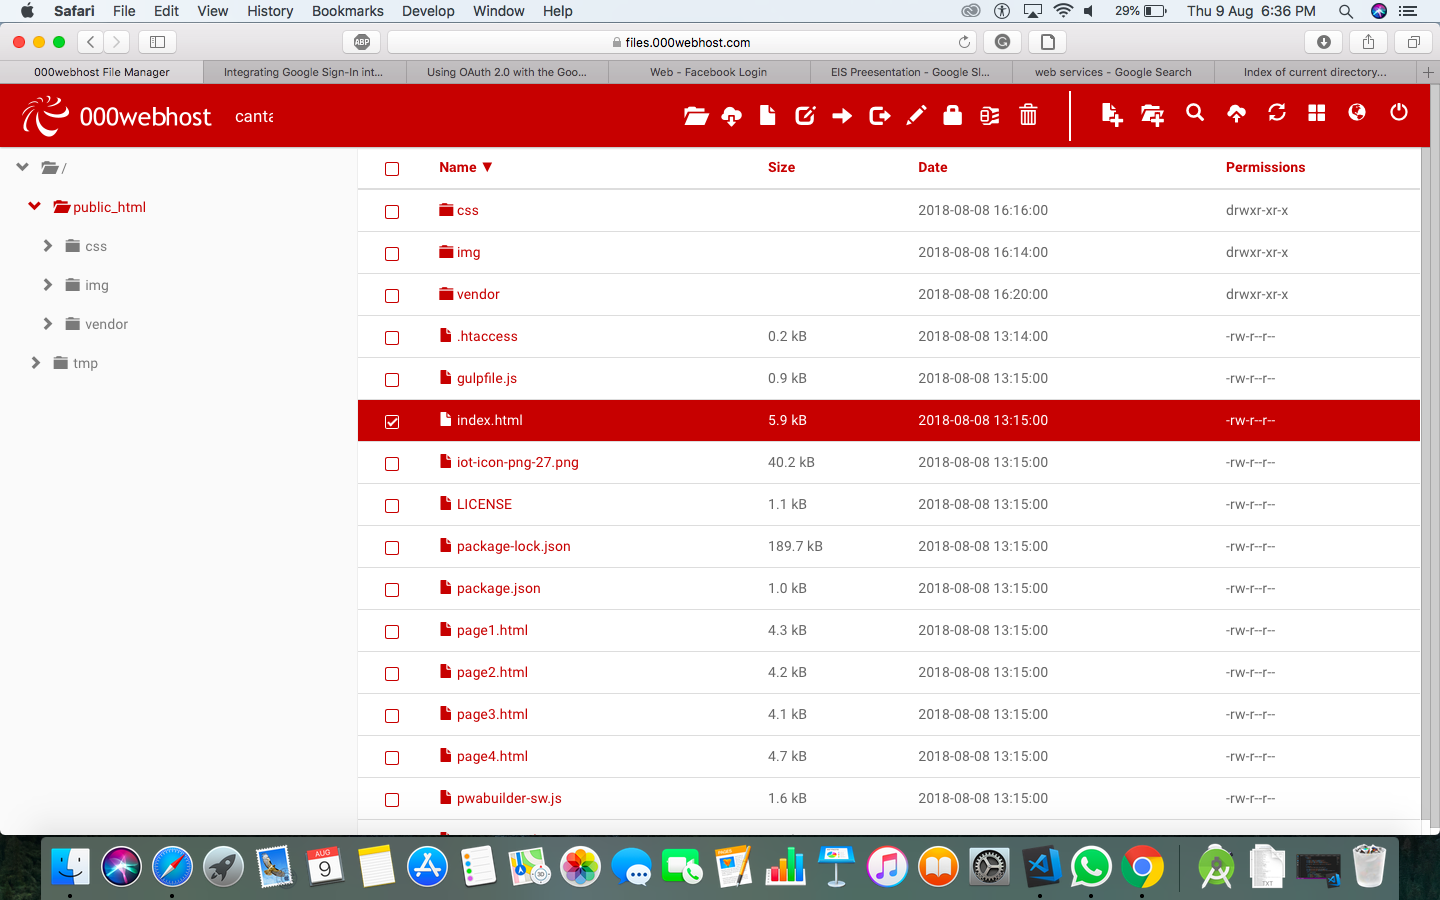 Safari File Edit View History Bookmarks Develop Window Help 29% Thu 9 Aug 6:36 PM
ABP files.000webhost.com
000webhost File Manager Integrating Google Sign-In int... Using OAuth 2.0 with the Goo... Web - Facebook Login EIS Preesentation - Google Sl... web services - Google Search Index of current directory...
000webhost canta
/
public_html
css
img
vendor
tmp
Name ▼ Size Date Permissions
css 2018-08-08 16:16:00 drwxr-xr-x
img 2018-08-08 16:14:00 drwxr-xr-x
vendor 2018-08-08 16:20:00 drwxr-xr-x
.htaccess 0.2 kB 2018-08-08 13:14:00 -rw-r--r--
gulpfile.js 0.9 kB 2018-08-08 13:15:00 -rw-r--r--
index.html 5.9 kB 2018-08-08 13:15:00 -rw-r--r--
iot-icon-png-27.png 40.2 kB 2018-08-08 13:15:00 -rw-r--r--
LICENSE 1.1 kB 2018-08-08 13:15:00 -rw-r--r--
package-lock.json 189.7 kB 2018-08-08 13:15:00 -rw-r--r--
package.json 1.0 kB 2018-08-08 13:15:00 -rw-r--r--
page1.html 4.3 kB 2018-08-08 13:15:00 -rw-r--r--
page2.html 4.2 kB 2018-08-08 13:15:00 -rw-r--r--
page3.html 4.1 kB 2018-08-08 13:15:00 -rw-r--r--
page4.html 4.7 kB 2018-08-08 13:15:00 -rw-r--r--
pwabuilder-sw.js 1.6 kB 2018-08-08 13:15:00 -rw-r--r--
AUG
9
3D
TXT